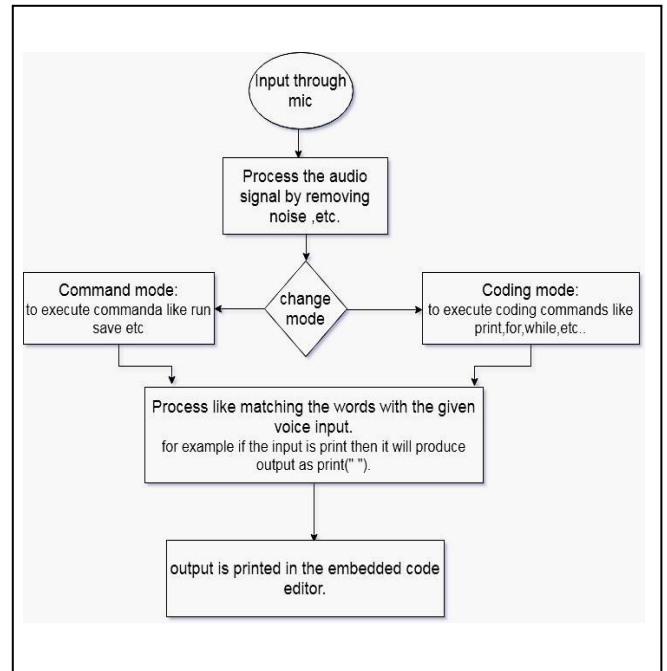 Input through
mic
Process the audio
signal by removing
noise ,etc.
change
mode
Command mode:
to execute commanda like run
save etc
Coding mode:
to execute coding commands like
print,for,while,etc..
Process like matching the words with the given
voice input.
for example if the input is print then it will produce
output as print(" ").
output is printed in the embedded code
editor.